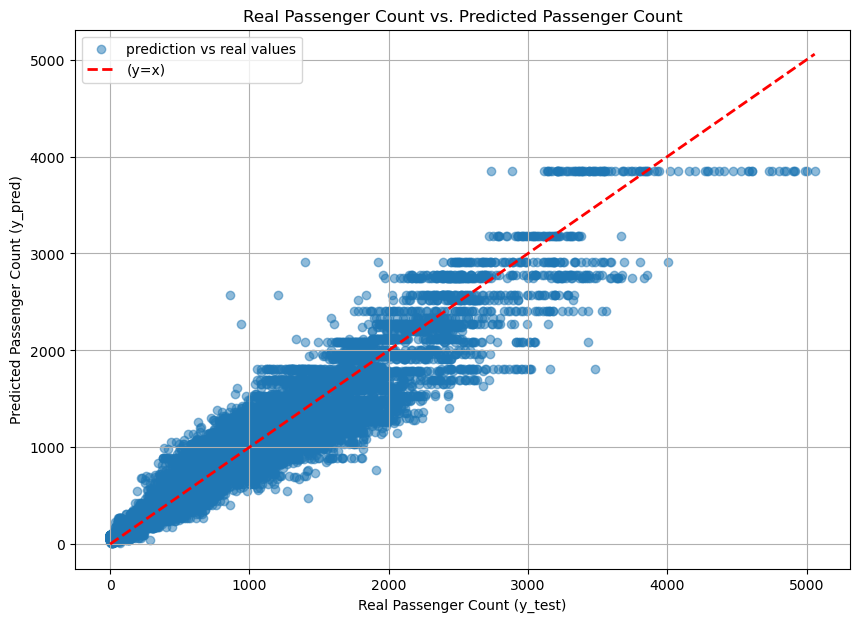 Real Passenger Count vs. Predicted Passenger Count
prediction vs real values
(y=x)
Predicted Passenger Count (y_pred)
5000
4000
3000
2000
1000
0
0 1000 2000 3000 4000 5000
Real Passenger Count (y_test)